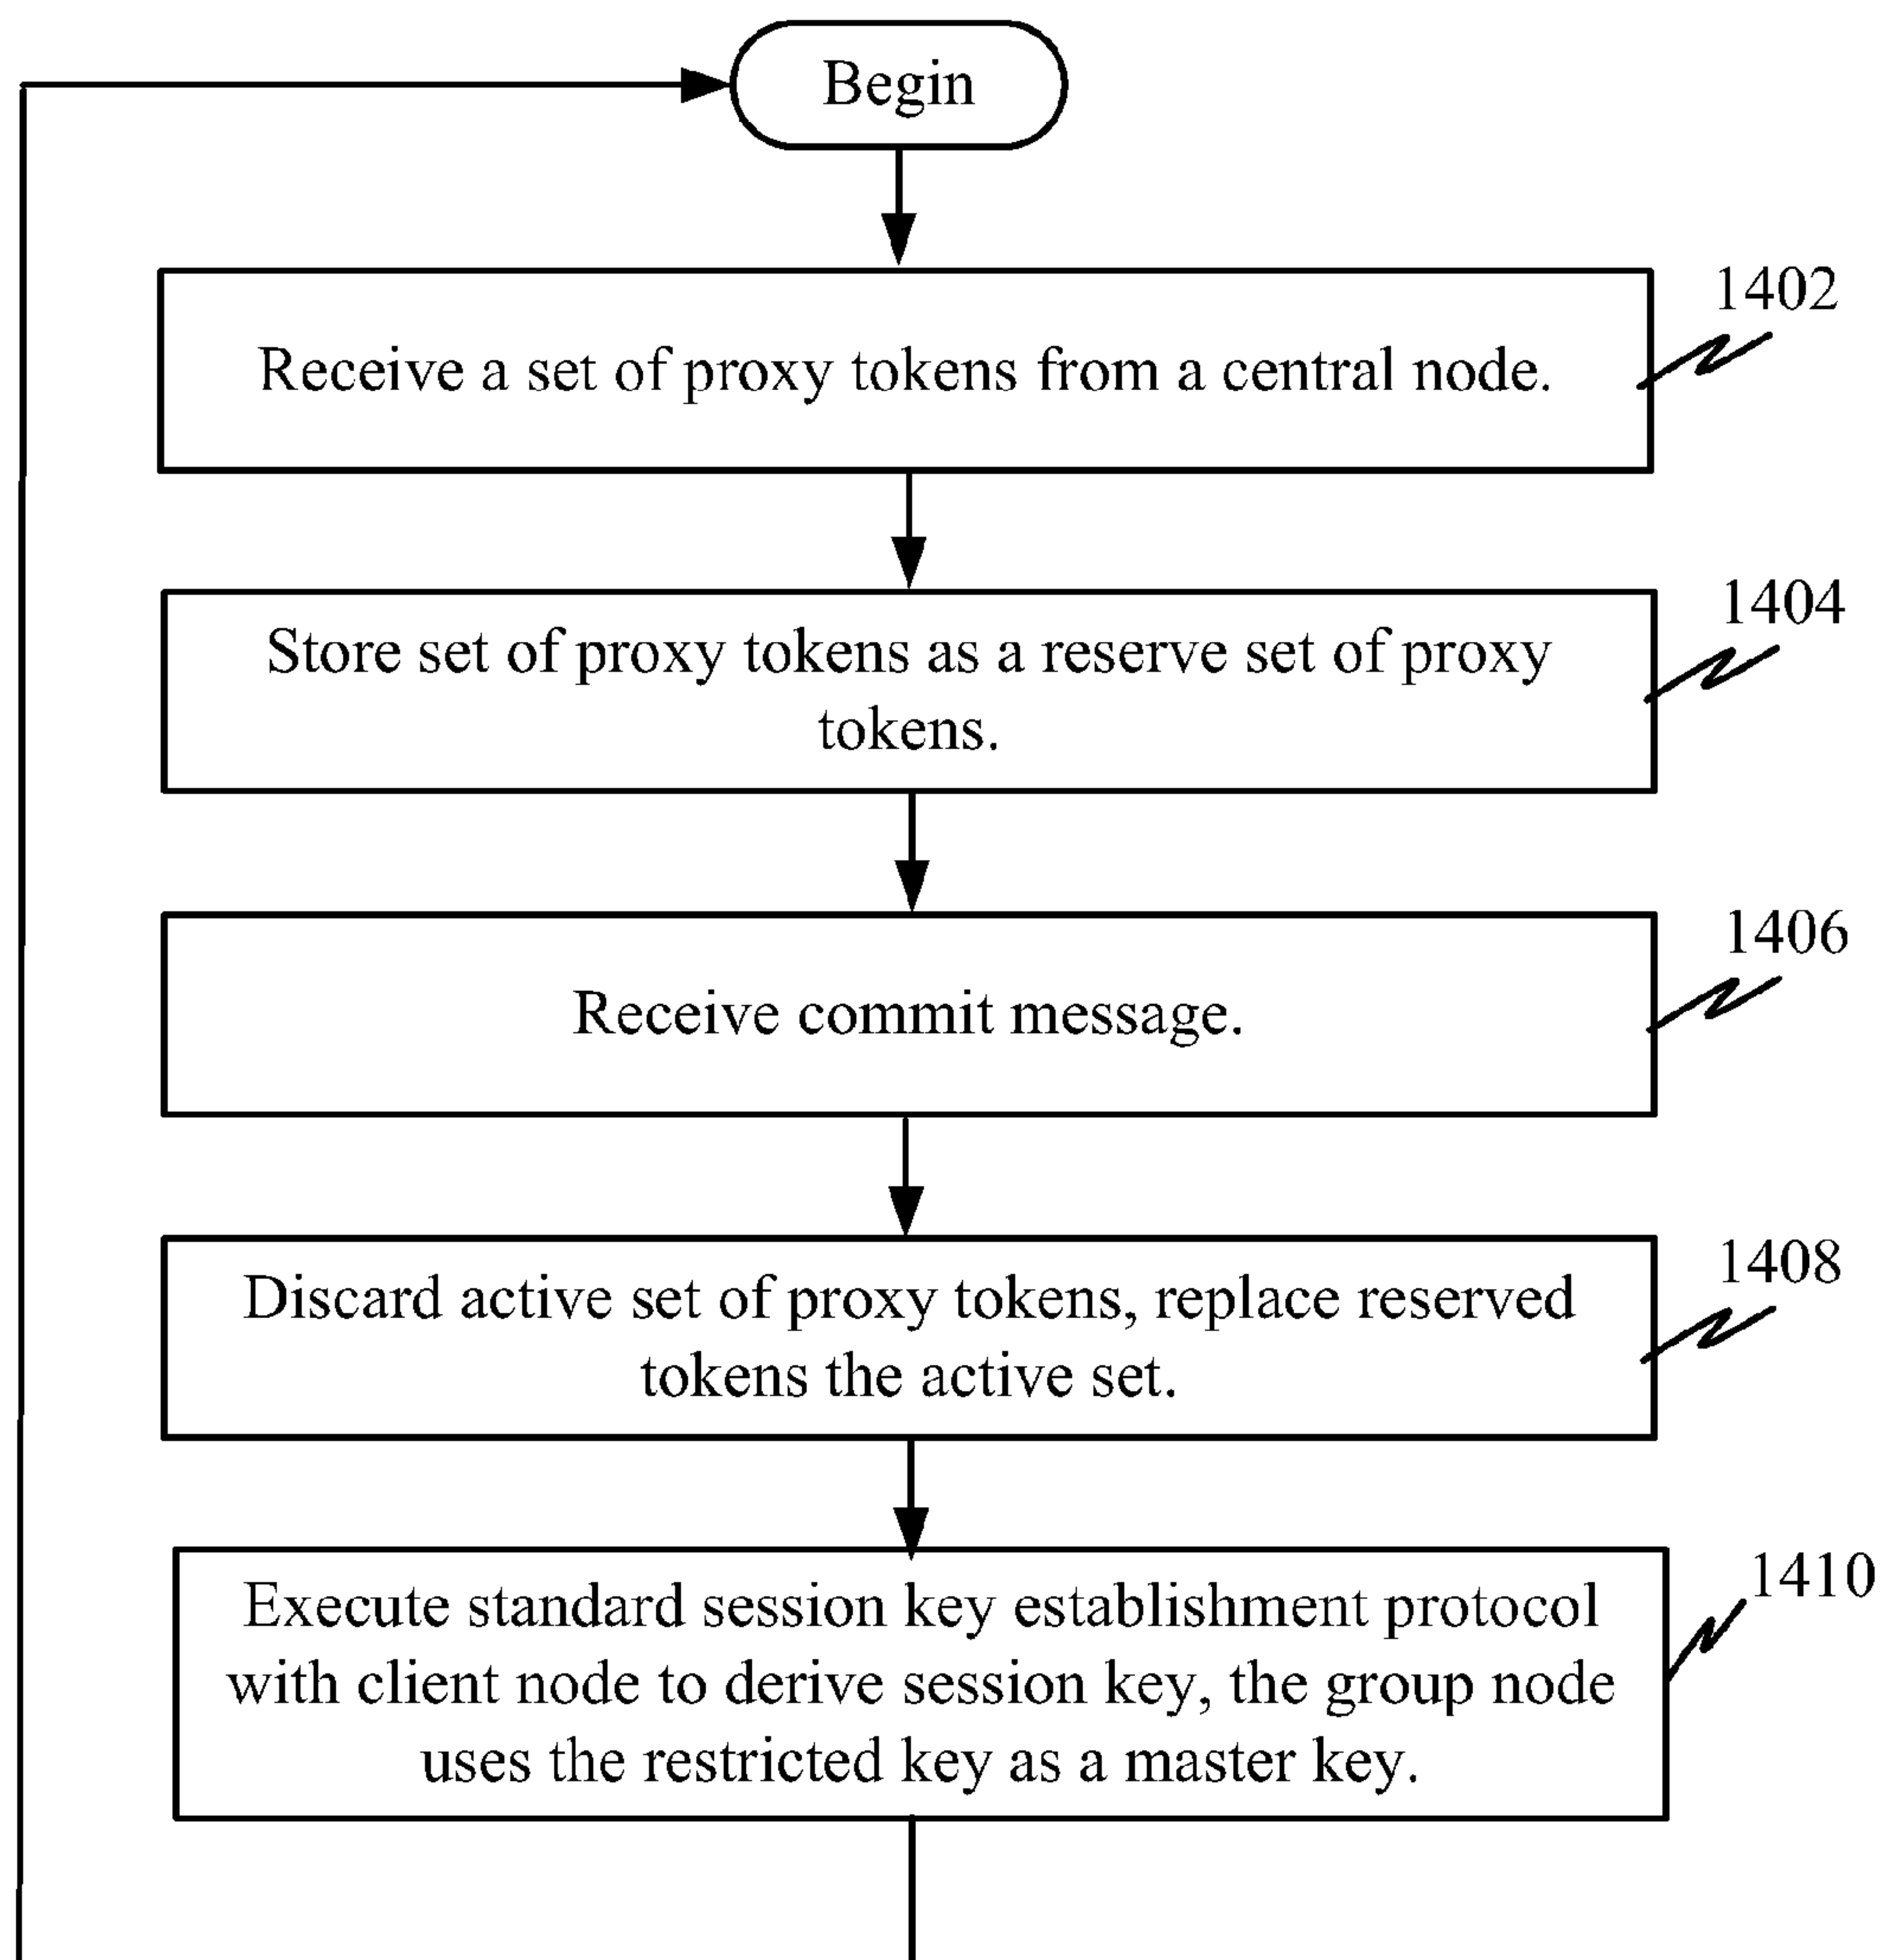 Begin
1402
Receive a set of proxy tokens from a central node.
1404
Store set of proxy tokens as a reserve set of proxy
tokens.
1406
Receive commit message.
1408
Discard active set of proxy tokens, replace reserved
tokens the active set.
1410
Execute standard session key establishment protocol
with client node to derive session key, the group node
uses the restricted key as a master key.